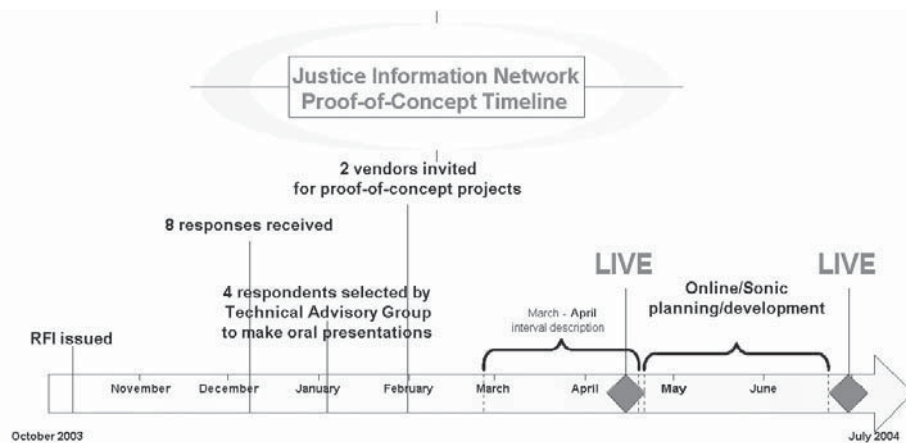 Justice Information Network
Proof-of-Concept Timeline
2 vendors invited
for proof-of-concept projects
8 responses received
LIVE
LIVE
4 respondents selected by
Technical Advisory Group
to make oral presentations
Online/Sonic
planning/development
March - April
interval description
RFI issued
November
December
January
February
March
April
May
June
October 2003
July 2004